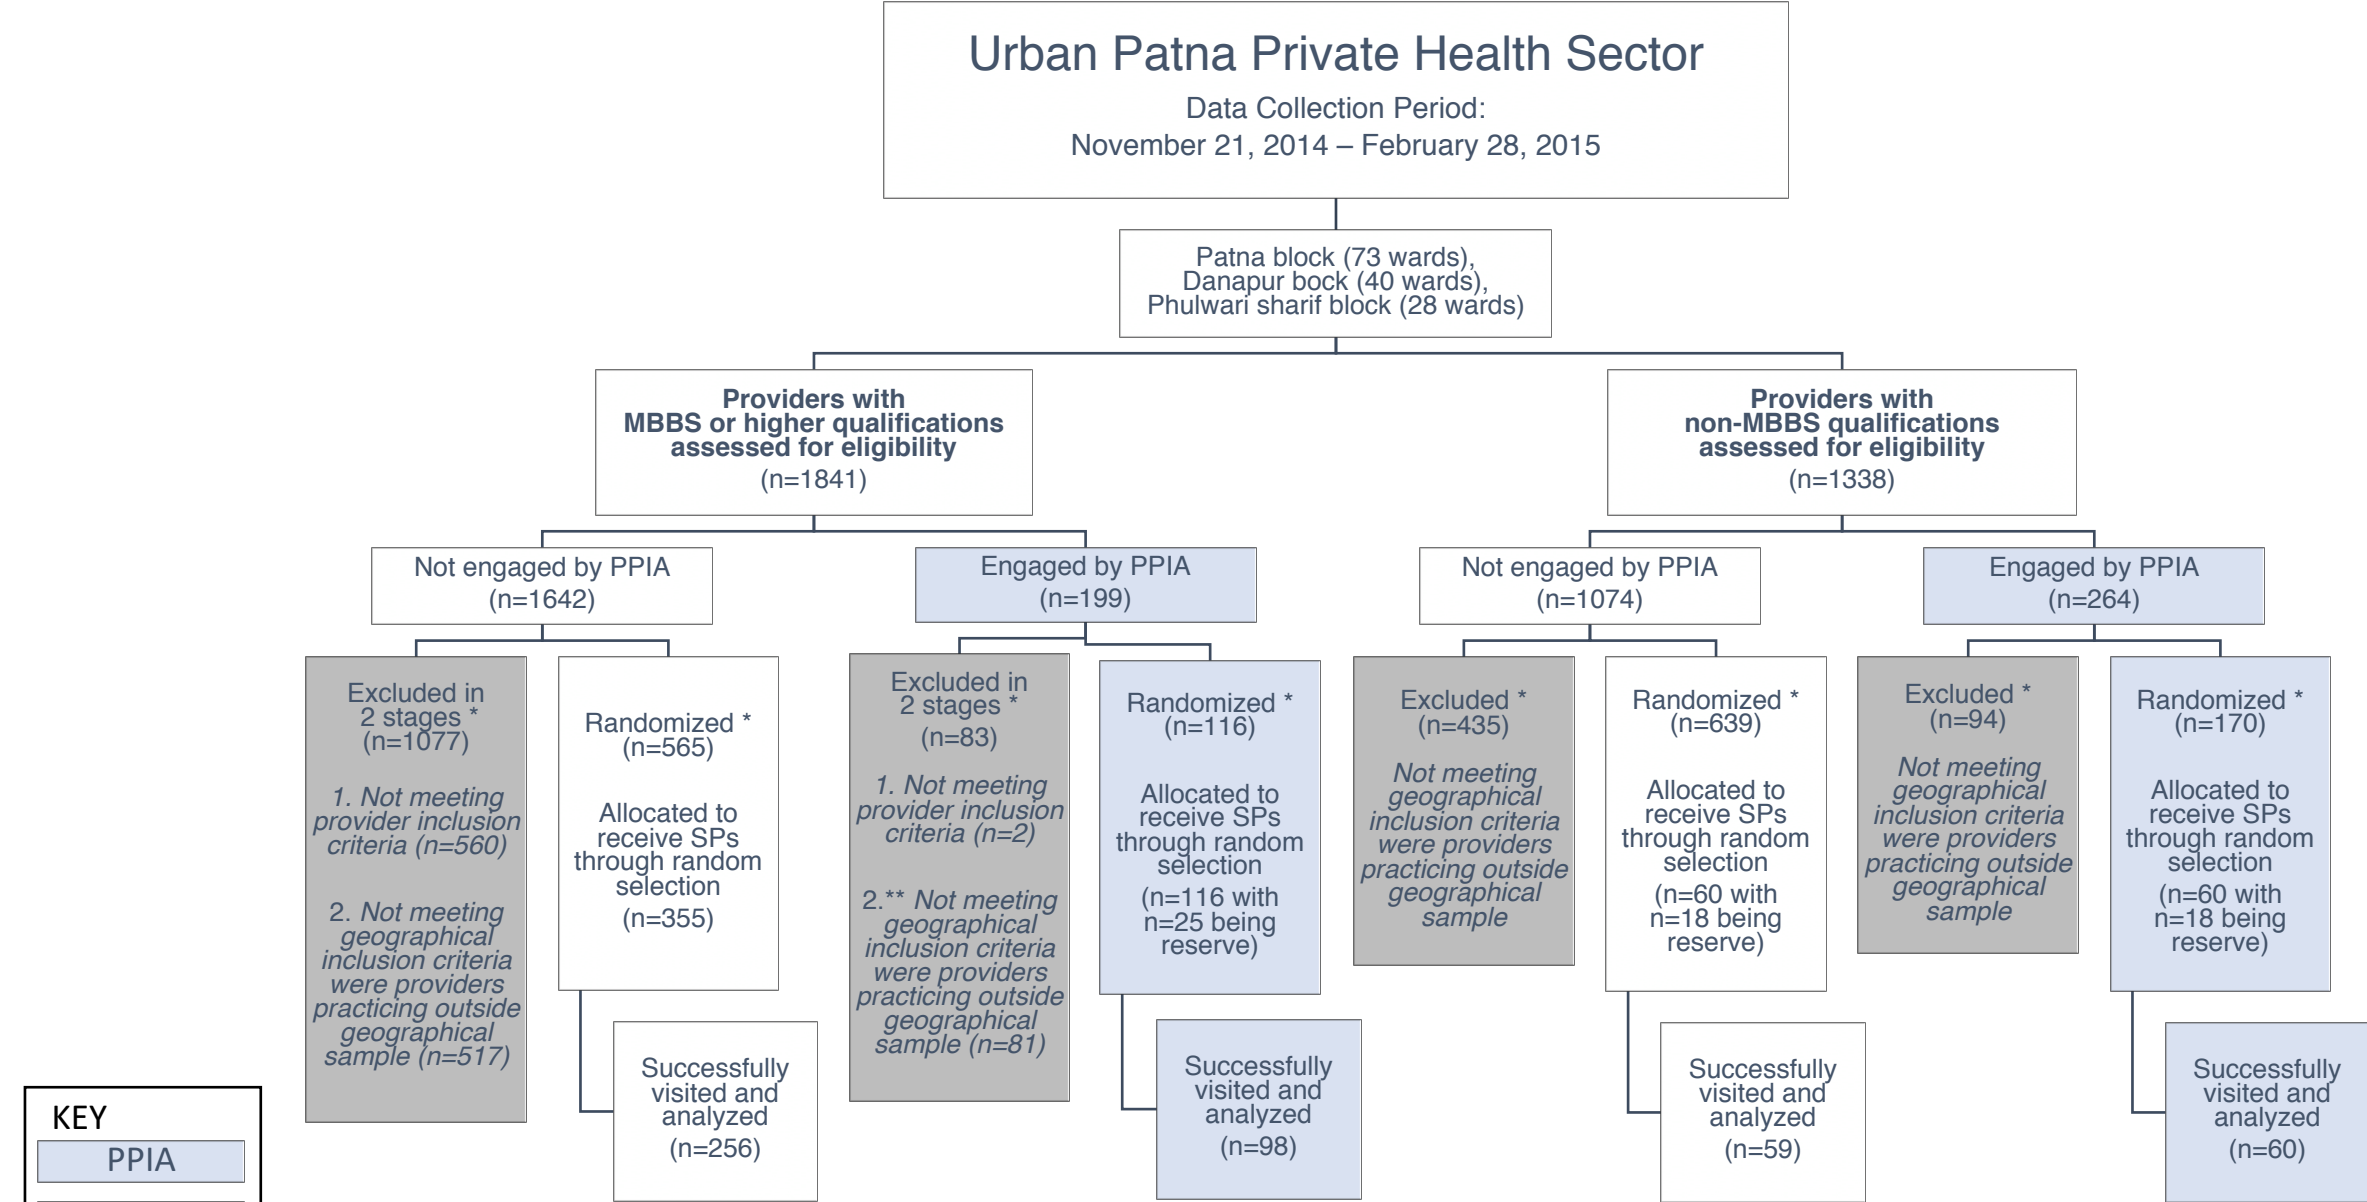 Urban Patna Private Health Sector
Data Collection Period:
November 21, 2014 – February 28, 2015
Patna block (73 wards),
Danapur bock (40 wards),
Phulwari sharif block (28 wards)
Providers with
MBBS or higher qualifications
assessed for eligibility
(n=1841)
Providers with
non-MBBS qualifications
assessed for eligibility
(n=1338)
Not engaged by PPIA
(n=1642)
Engaged by PPIA
(n=199)
Not engaged by PPIA
(n=1074)
Engaged by PPIA
(n=264)
Excluded in
2 stages *
(n=1077)
1. Not meeting
provider inclusion
criteria (n=560)
2. Not meeting
geographical
inclusion criteria
were providers
practicing outside
geographical
sample (n=517)
Randomized *
(n=565)
Allocated to
receive SPs
through random
selection
(n=355)
Successfully
visited and
analyzed
(n=256)
Excluded in
2 stages *
(n=83)
1. Not meeting
provider inclusion
criteria (n=2)
2.** Not meeting
geographical
inclusion criteria
were providers
practicing outside
geographical
sample (n=81)
Randomized *
(n=116)
Allocated to
receive SPs
through random
selection
(n=116 with
n=25 being
reserve)
Successfully
visited and
analyzed
(n=98)
Excluded *
(n=435)
Not meeting
geographical
inclusion criteria
were providers
practicing outside
geographical
sample
Randomized *
(n=639)
Allocated to
receive SPs
through random
selection
(n=60 with
n=18 being
reserve)
Successfully
visited and
analyzed
(n=59)
Excluded *
(n=94)
Not meeting
geographical
inclusion criteria
were providers
practicing outside
geographical
sample
Randomized *
(n=170)
Allocated to
receive SPs
through random
selection
(n=60 with
n=18 being
reserve)
Successfully
visited and
analyzed
(n=60)
KEY
PPIA